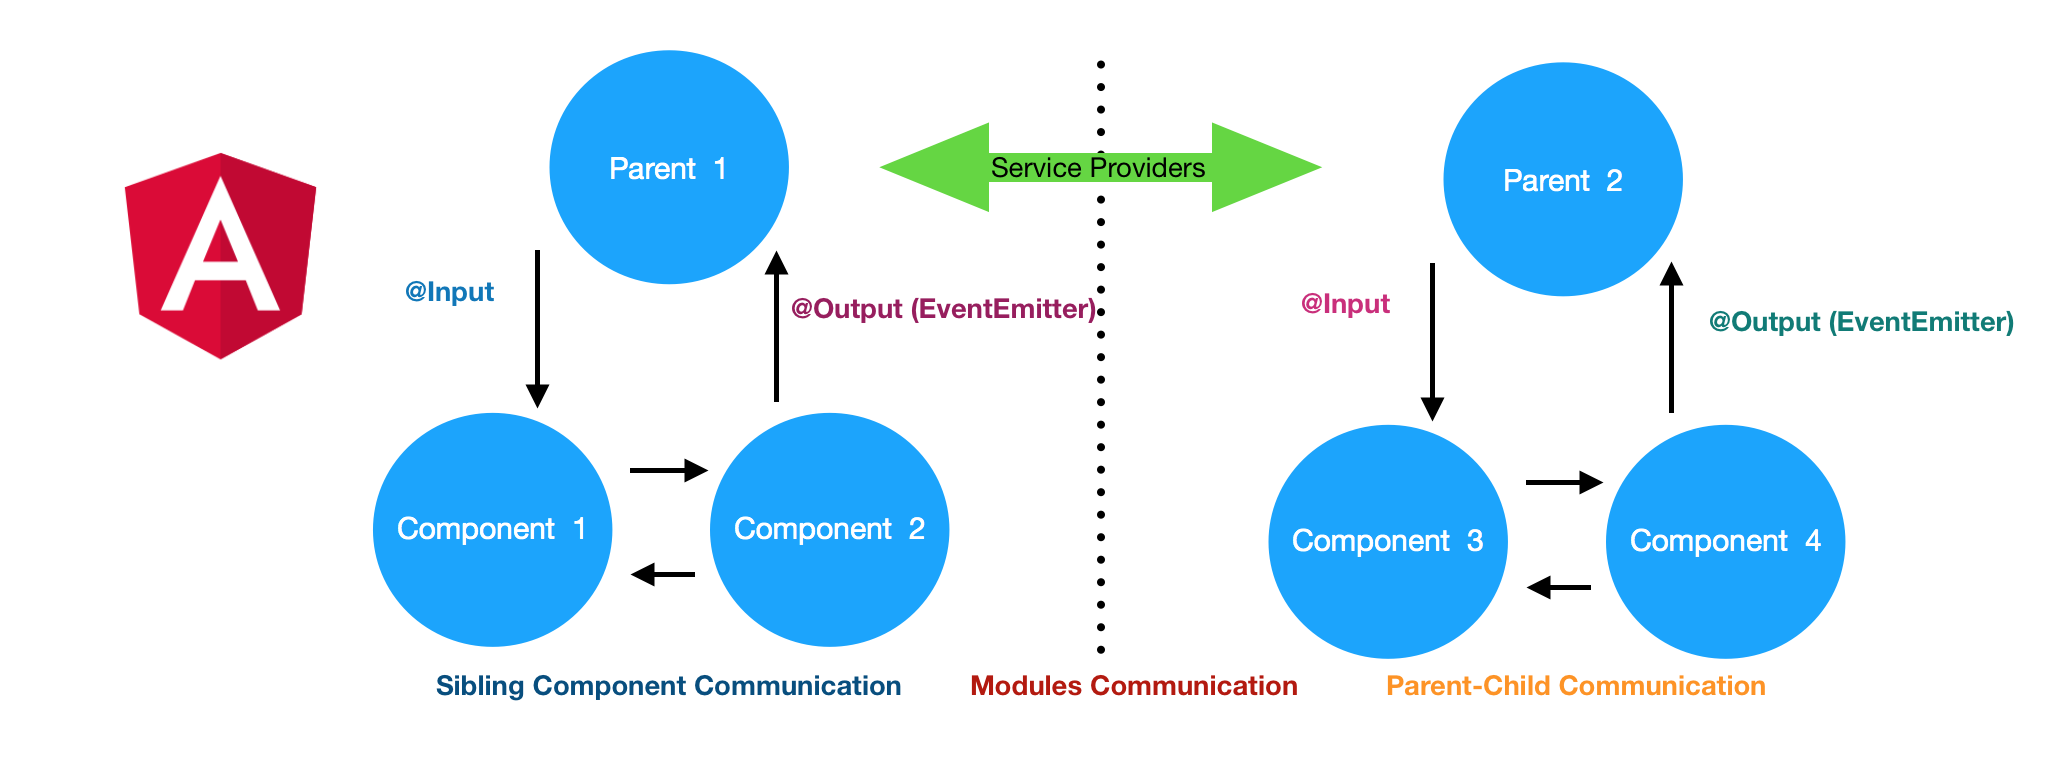 Parent 1
Service Providers
Parent 2
@Input
@Output (EventEmitter)
@Input
@Output (EventEmitter)
Component 1
Component 2
Component 3
Component 4
Sibling Component Communication
Modules Communication
Parent-Child Communication